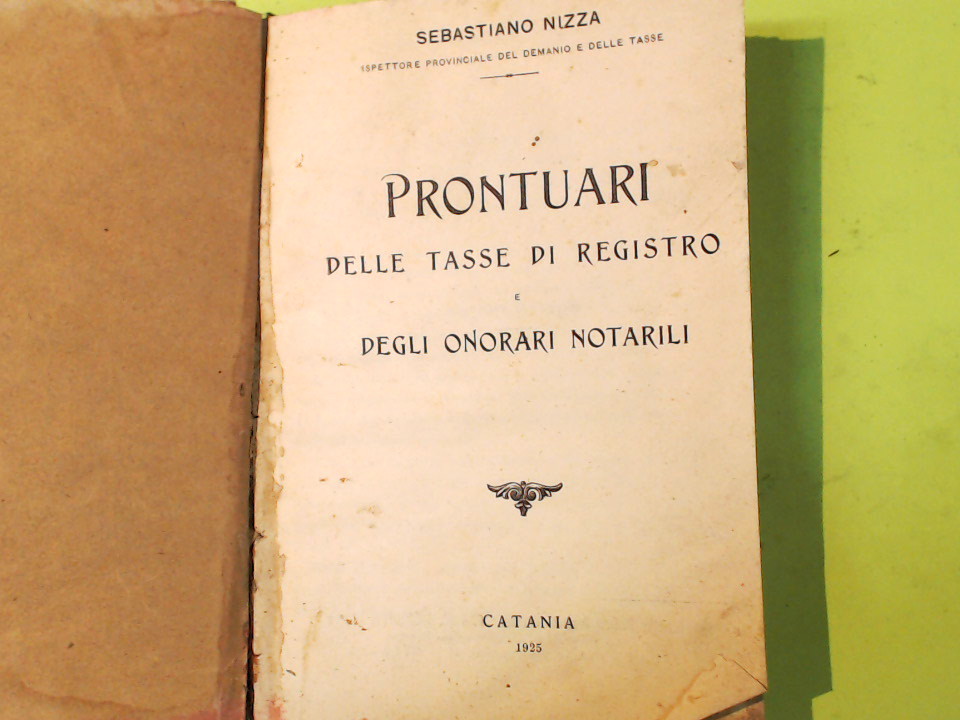 SEBASTIANO NIZZA
ISPETTORE PROVINCIALE DEL DEMANIO E DELLE TASSE
PRONTUARI
DELLE TASSE DI REGISTRO
E
DEGLI ONORARI NOTARILI
CATANIA
1925